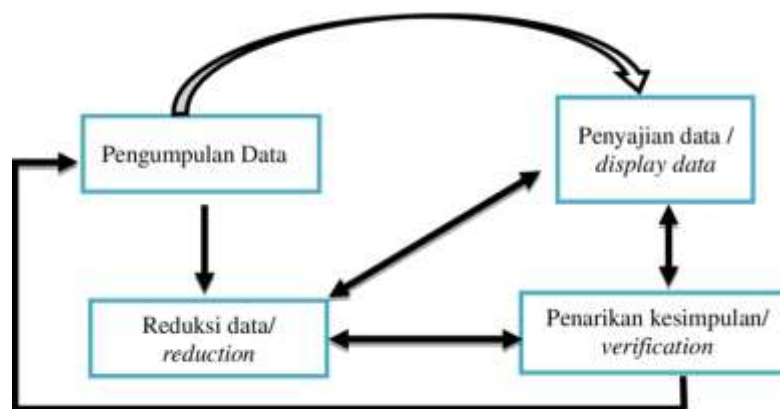 Pengumpulan Data
Penyajian data /
display data
Reduksi data/
reduction
Penarikan kesimpulan/
verification